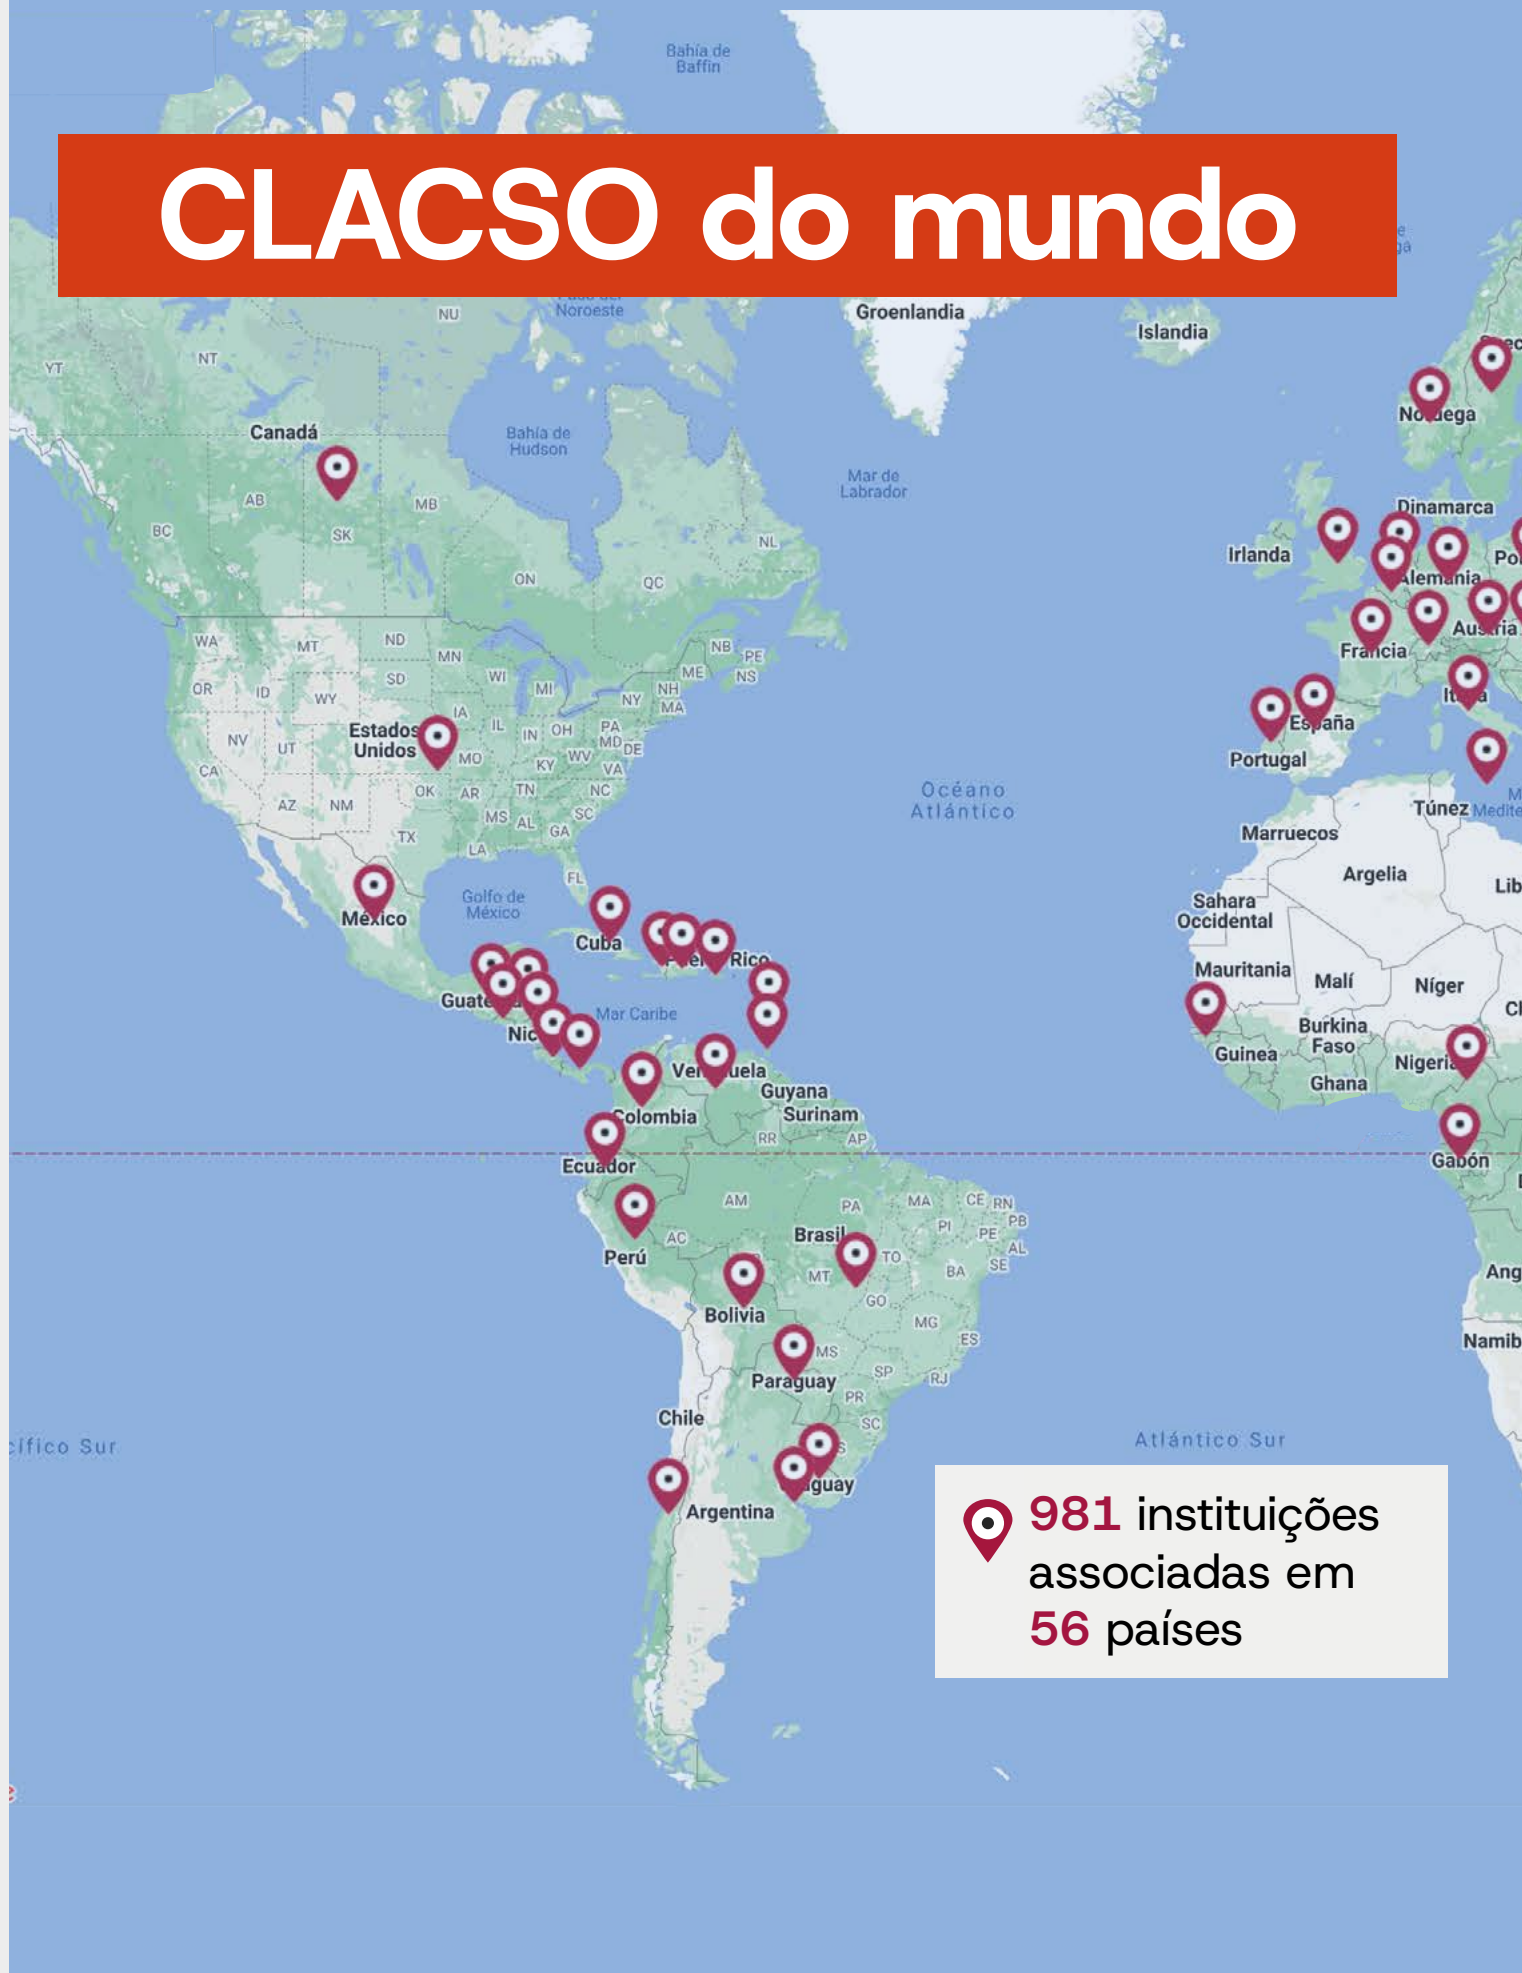 Bahía de
Baffin
CLACSO do mundo
Noroeste
NU
Groenlandia
Islandia
NT
YT
Canadá
Bahía de
Hudson
Mar de
Labrador
AB
MB
BC
SK
NL
ON
QC
Dinamarca
Irlanda
Alemania
Austria
Francia
WA
MT
ND
MN
NB
PE
OR
ID
WY
SD
WI
MI
ME
NS
NH
NY
MA
IA
Estados
Unidos
IL
IN
OH
PA
MD
DE
NV
UT
MO
KY
WV
VA
CA
OK
AR
TN
NC
AZ
NM
MS
AL
SC
GA
TX
LA
FL
España
Portugal
Océano
Atlántico
Túnez
Marruecos
Argelia
Golfo de
México
México
Sahara
Occidental
Cuba
Rico
Mauritania
Malí
Níger
Mar Caribe
Burkina
Faso
Guinea
Ghana
Guyana
Surinam
Colombia
RR
AP
Ecuador
Gabón
AM
PA
MA
CE
RN
PB
PI
PE
AL
SE
AC
Brasil
TO
BA
Perú
MT
GO
Bolivia
MG
ES
MS
Paraguay
SP
RJ
PR
SC
Chile
Argentina
Atlántico Sur
981 instituições
associadas em
56 países